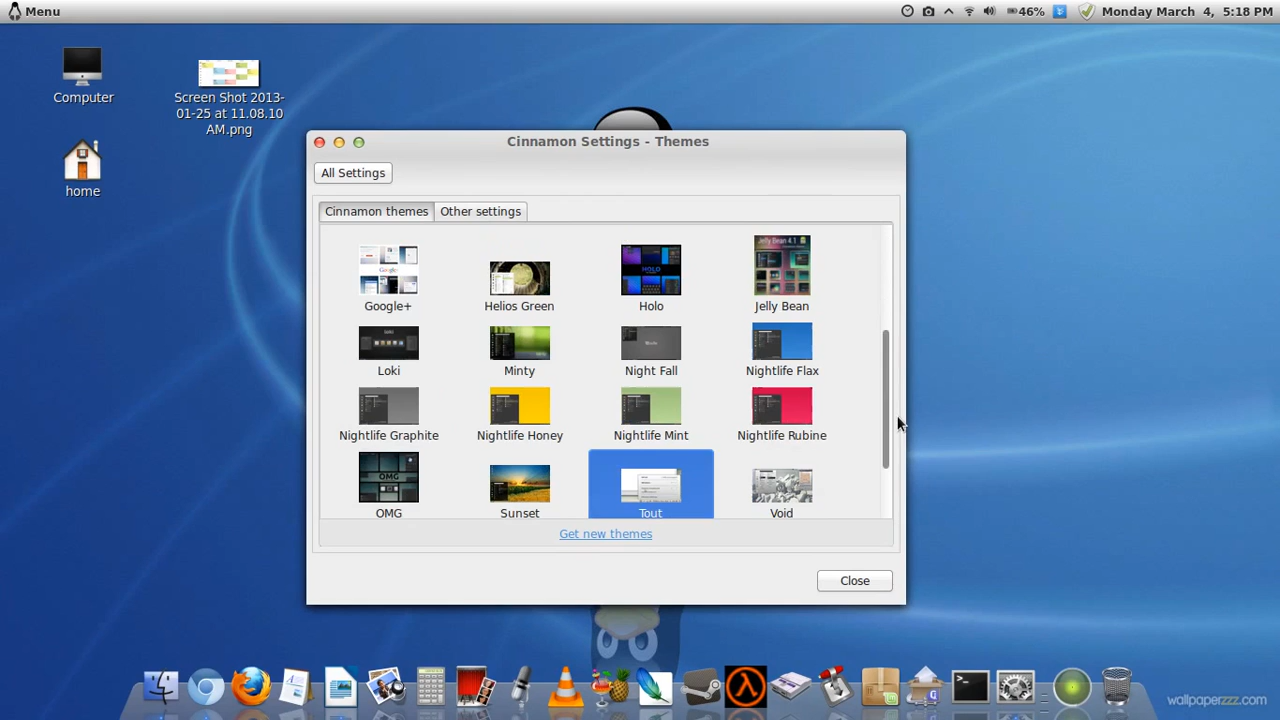 Menu
46%
Monday March 4, 5:18 PM
Computer
Screen Shot 2013-
01-25 at 11.08.10
AM.png
home
Cinnamon Settings - Themes
All Settings
Cinnamon themes
Other settings
Google+
Helios Green
Holo
Jelly Bean
Loki
Minty
Night Fall
Nightlife Flax
Nightlife Graphite
Nightlife Honey
Nightlife Mint
Nightlife Rubine
OMG
Sunset
Tout
Void
Get new themes
Close
wallpaperzzz.com